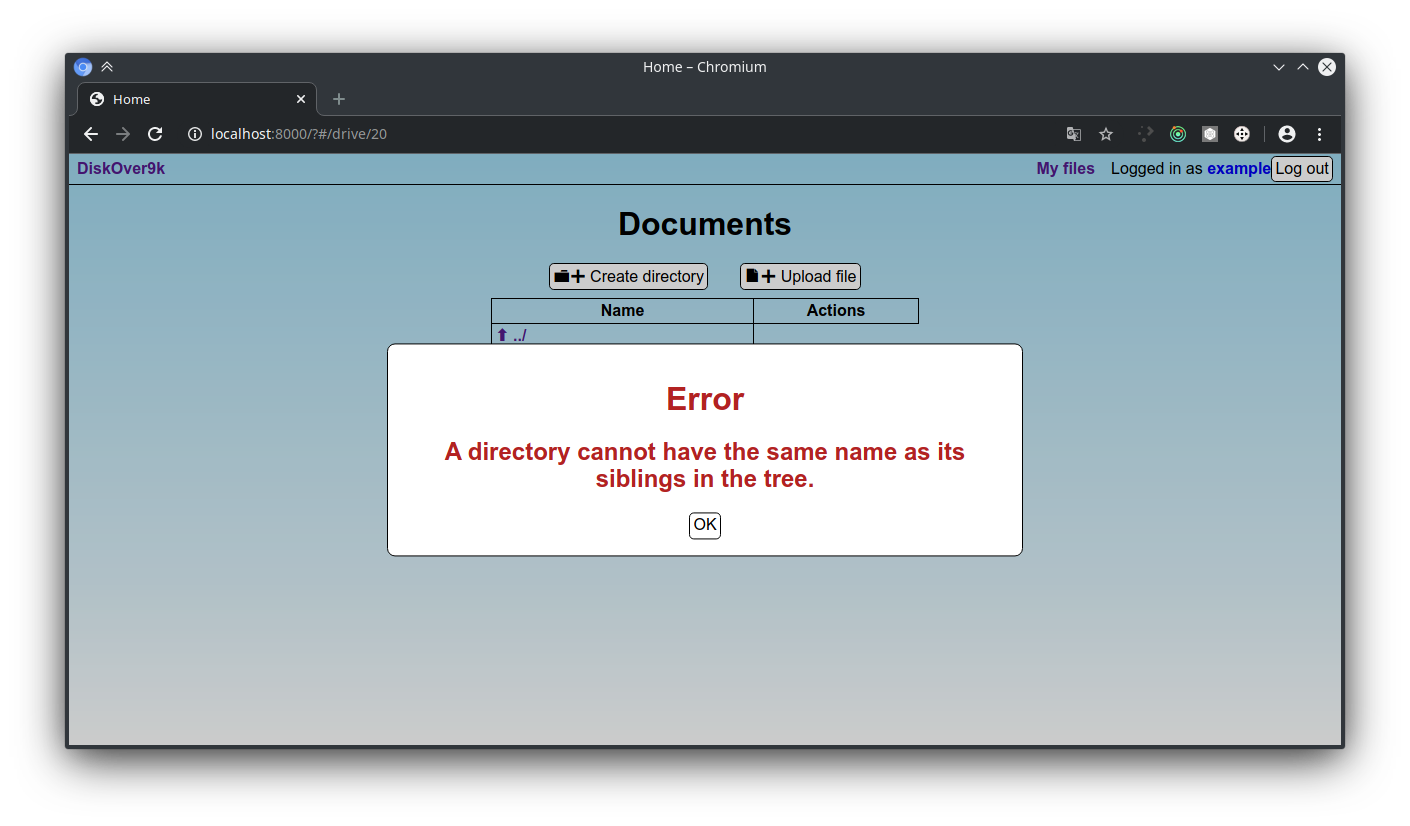 Home – Chromium
Home
localhost:8000/?#/drive/20
DiskOver9k My files Logged in as example Log out
Documents
Create directory Upload file
Name Actions
../
Error
A directory cannot have the same name as its
siblings in the tree.
OK